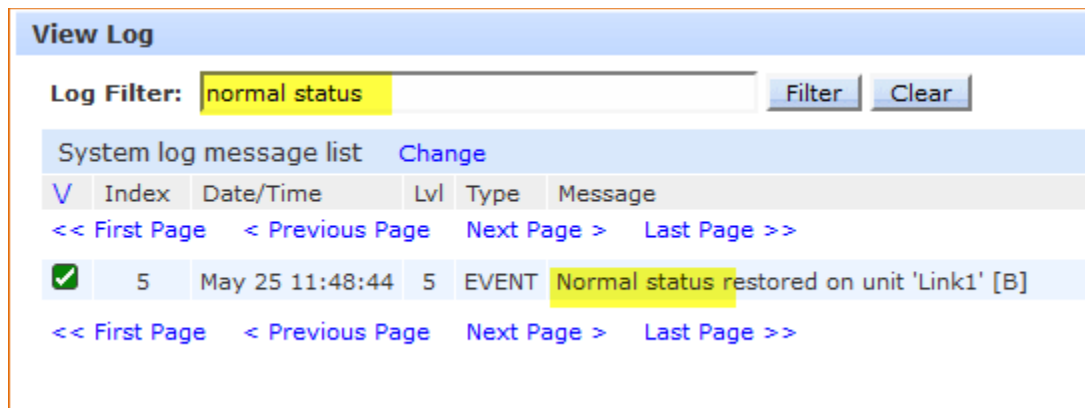 View Log
Log Filter: normal status Filter Clear
System log message list Change
V Index Date/Time Lvl Type Message
<< First Page < Previous Page Next Page > Last Page >>
5 May 25 11:48:44 5 EVENT Normal status restored on unit 'Link1' [B]
<< First Page < Previous Page Next Page > Last Page >>